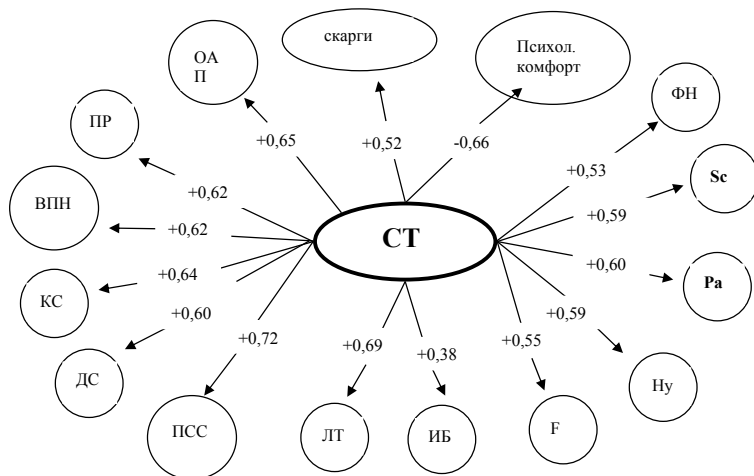 скарги
Психол.
комфорт
ОА
П
ФН
ПР
+0,65
+0,52
-0,66
+0,53
Sc
+0,62
+0,59
ВПН
+0,62
СТ
+0,60
Pa
+0,64
КС
+0,60
+0,59
+0,72
+0,69
+0,38
+0,55
ДС
Hy
ПСС
ЛТ
ИБ
F